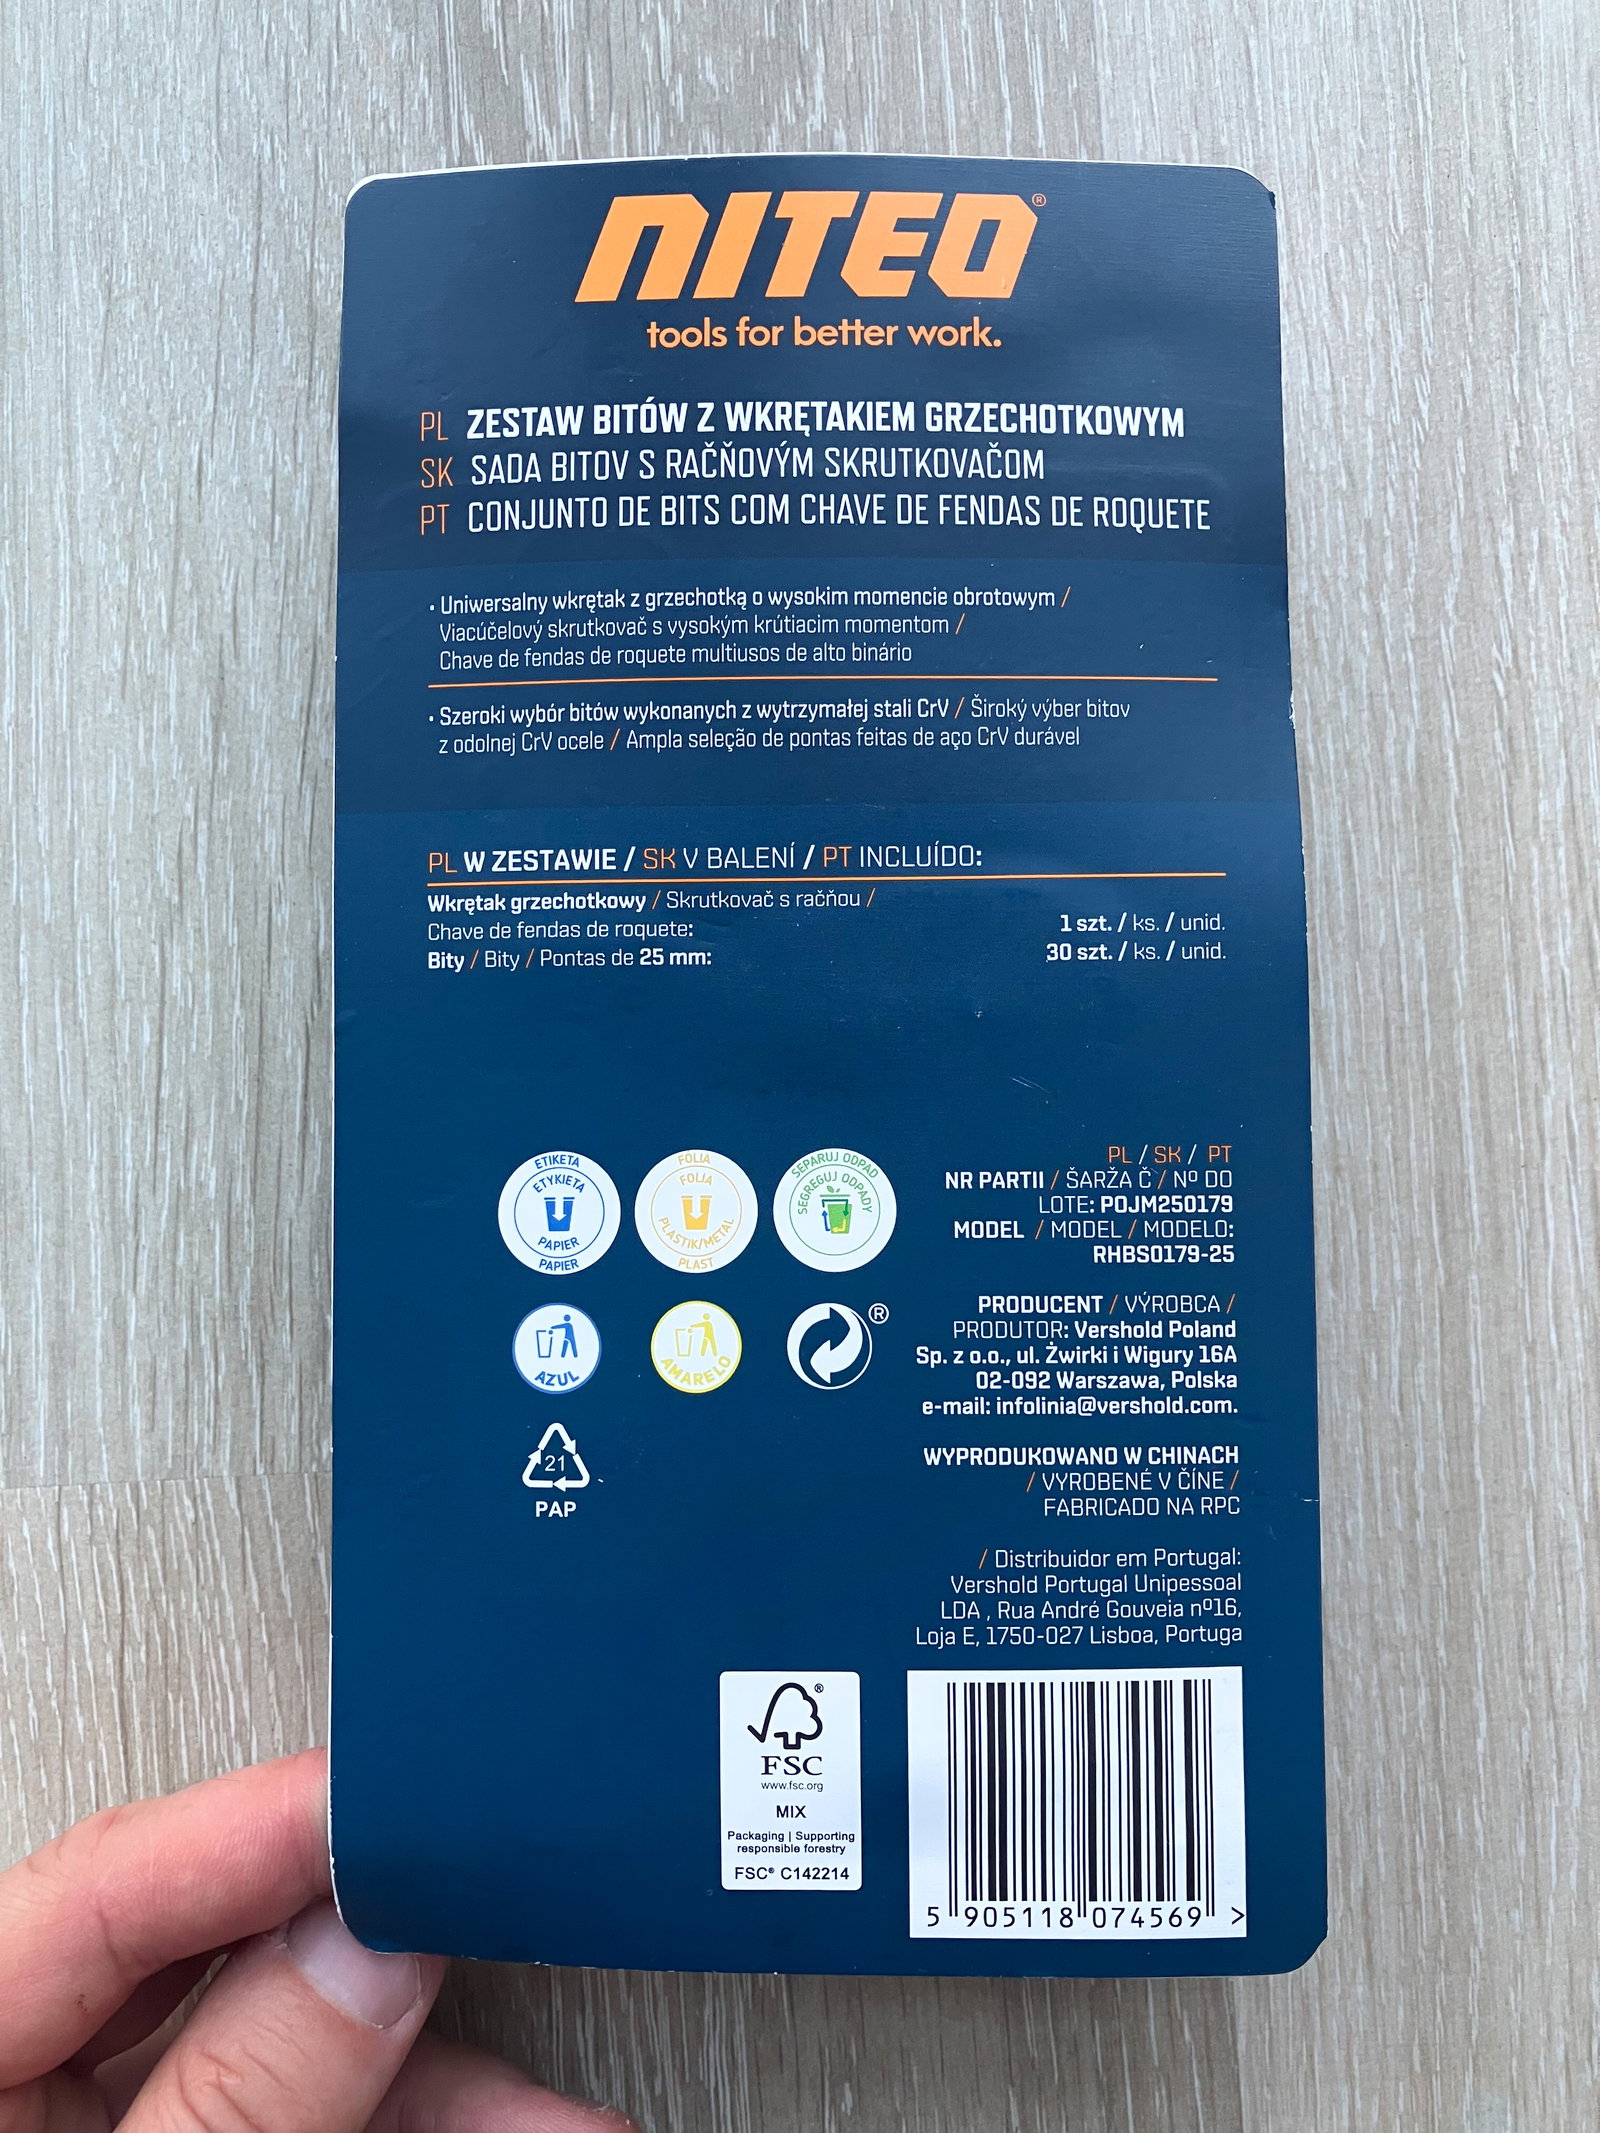 NITEO®
tools for better work.
PL ZESTAW BITÓW Z WKRĘTAKIEM GRZECHOTKOWYM
SK SADA BITOV S RAČŇOVÝM SKRUTKOVAČOM
PT CONJUNTO DE BITS COM CHAVE DE FENDAS DE ROQUETE
• Uniwersalny wkrętak z grzechotką o wysokim momencie obrotowym /
Viacúčelový skrutkovač s vysokým krútiacim momentom /
Chave de fendas de roquete multiusos de alto binário
• Szeroki wybór bitów wykonanych z wytrzymałej stali CrV / Široký výber bitov
z odolnej CrV ocele / Ampla seleção de pontas feitas de aço CrV durável
PL W ZESTAWIE / SK V BALENÍ / PT INCLUÍDO:
Wkrętak grzechotkowy / Skrutkovač s račňou /
Chave de fendas de roquete: 1 szt. / ks. / unid.
Bity / Bity / Pontas de 25 mm: 30 szt. / ks. / unid.
ETIKETA
ETYKIETA
PAPIER
PAPIER
FÓLIA
FOLIA
PLASTIK/METAL
PLAST
SEPARUJ ODPAD
SEGREGUJ ODPADY
AZUL
AMARELO
®
21
PAP
PL / SK / PT
NR PARTII / ŠARŽA Č / Nº DO
LOTE: POJM250179
MODEL / MODEL / MODELO:
RHBS0179-25
PRODUCENT / VÝROBCA /
PRODUTOR: Vershold Poland
Sp. z o.o., ul. Żwirki i Wigury 16A
02-092 Warszawa, Polska
e-mail: infolinia@vershold.com.
WYPRODUKOWANO W CHINACH
/ VYROBENÉ V ČÍNE /
FABRICADO NA RPC
/ Distribuidor em Portugal:
Vershold Portugal Unipessoal
LDA , Rua André Gouveia nº16,
Loja E, 1750-027 Lisboa, Portuga
®
FSC
www.fsc.org
MIX
Packaging | Supporting
responsible forestry
FSC® C142214
5 905118 074569 >